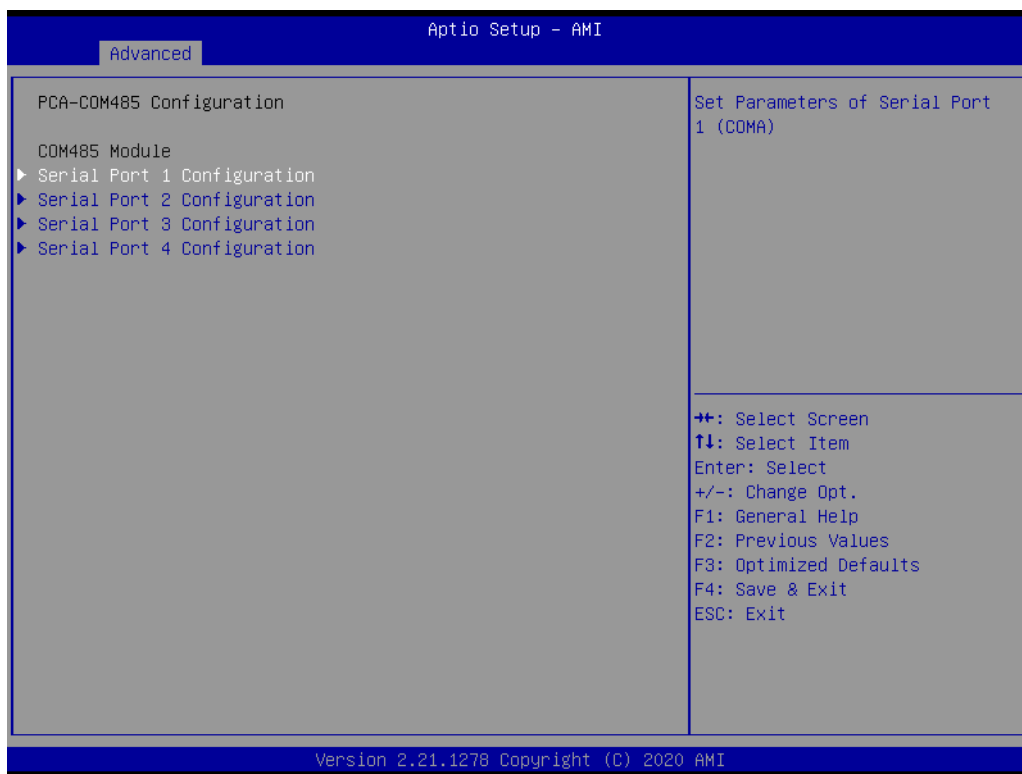 Aptio Setup – AMI
Advanced
PCA-COM485 Configuration
COM485 Module
▶ Serial Port 1 Configuration
▶ Serial Port 2 Configuration
▶ Serial Port 3 Configuration
▶ Serial Port 4 Configuration
Set Parameters of Serial Port
1 (COMA)
→←: Select Screen
↑↓: Select Item
Enter: Select
+/-: Change Opt.
F1: General Help
F2: Previous Values
F3: Optimized Defaults
F4: Save & Exit
ESC: Exit
Version 2.21.1278 Copyright (C) 2020 AMI